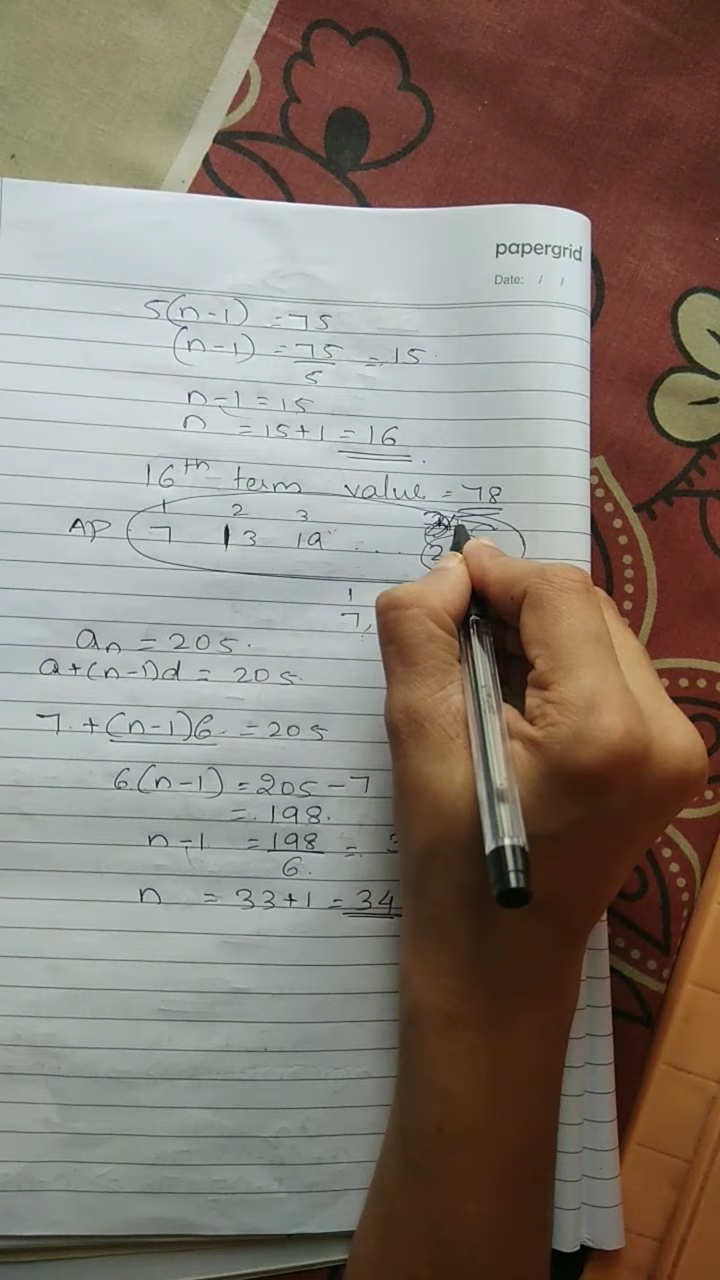 papergrid
Date: / /
5(n-1) = 75
(n-1) = 75/5 = 15.
n-1 = 15
n = 15+1 = 16.
16th term value = 78
1 2 3
AP 7 13 19 ....
1
7,
an = 205.
a+(n-1)d = 205.
7.+(n-1)6. = 205
6(n-1) = 205-7
= 198.
n-1 = 198/6. =
n = 33+1 = 34